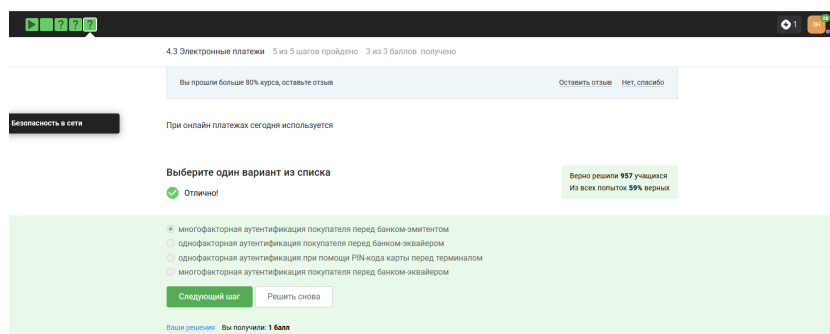 ? ? ?
1
4.3 Электронные платежи 5 из 5 шагов пройдено 3 из 3 баллов получено
Вы прошли больше 80% курса, оставьте отзыв Оставить отзыв Нет, спасибо
Безопасность в сети
При онлайн платежах сегодня используется
Выберите один вариант из списка
Отлично!
Верно решили 957 учащихся
Из всех попыток 59% верных
многофакторная аутентификация покупателя перед банком-эмитентом
однофакторная аутентификация покупателя перед банком-эквайером
однофакторная аутентификация при помощи PIN-кода карты перед терминалом
многофакторная аутентификация покупателя перед банком-эквайером
Следующий шаг Решить снова
Ваши решения Вы получили: 1 балл